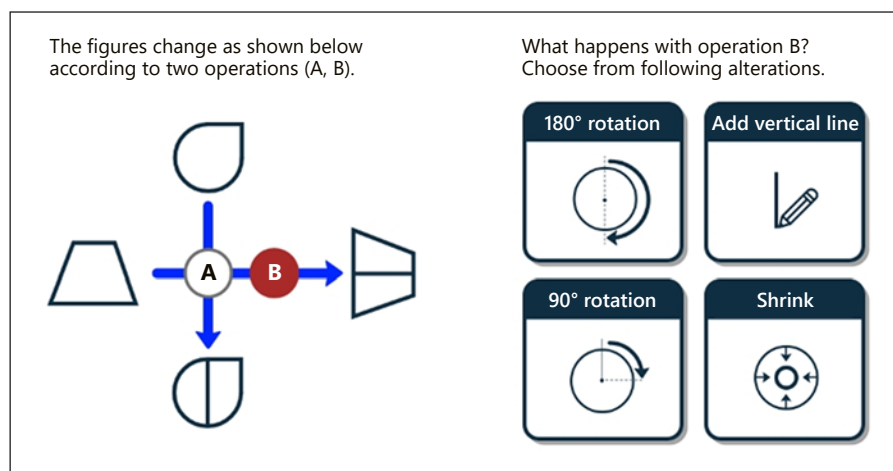 The figures change as shown below
according to two operations (A, B).
A
B
What happens with operation B?
Choose from following alterations.
180° rotation
Add vertical line
90° rotation
Shrink